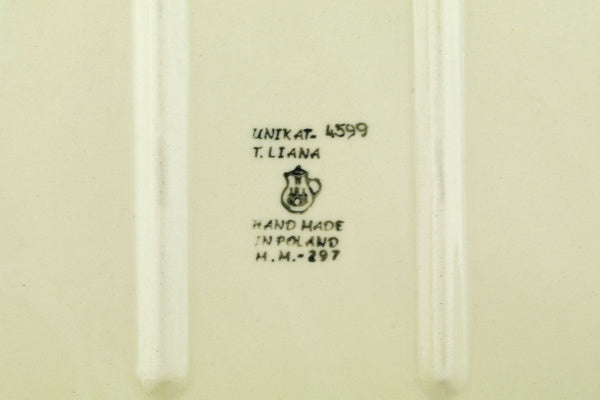 UNIKAT- 4599
T. LIANA
HAND MADE
IN POLAND
M.M.-297